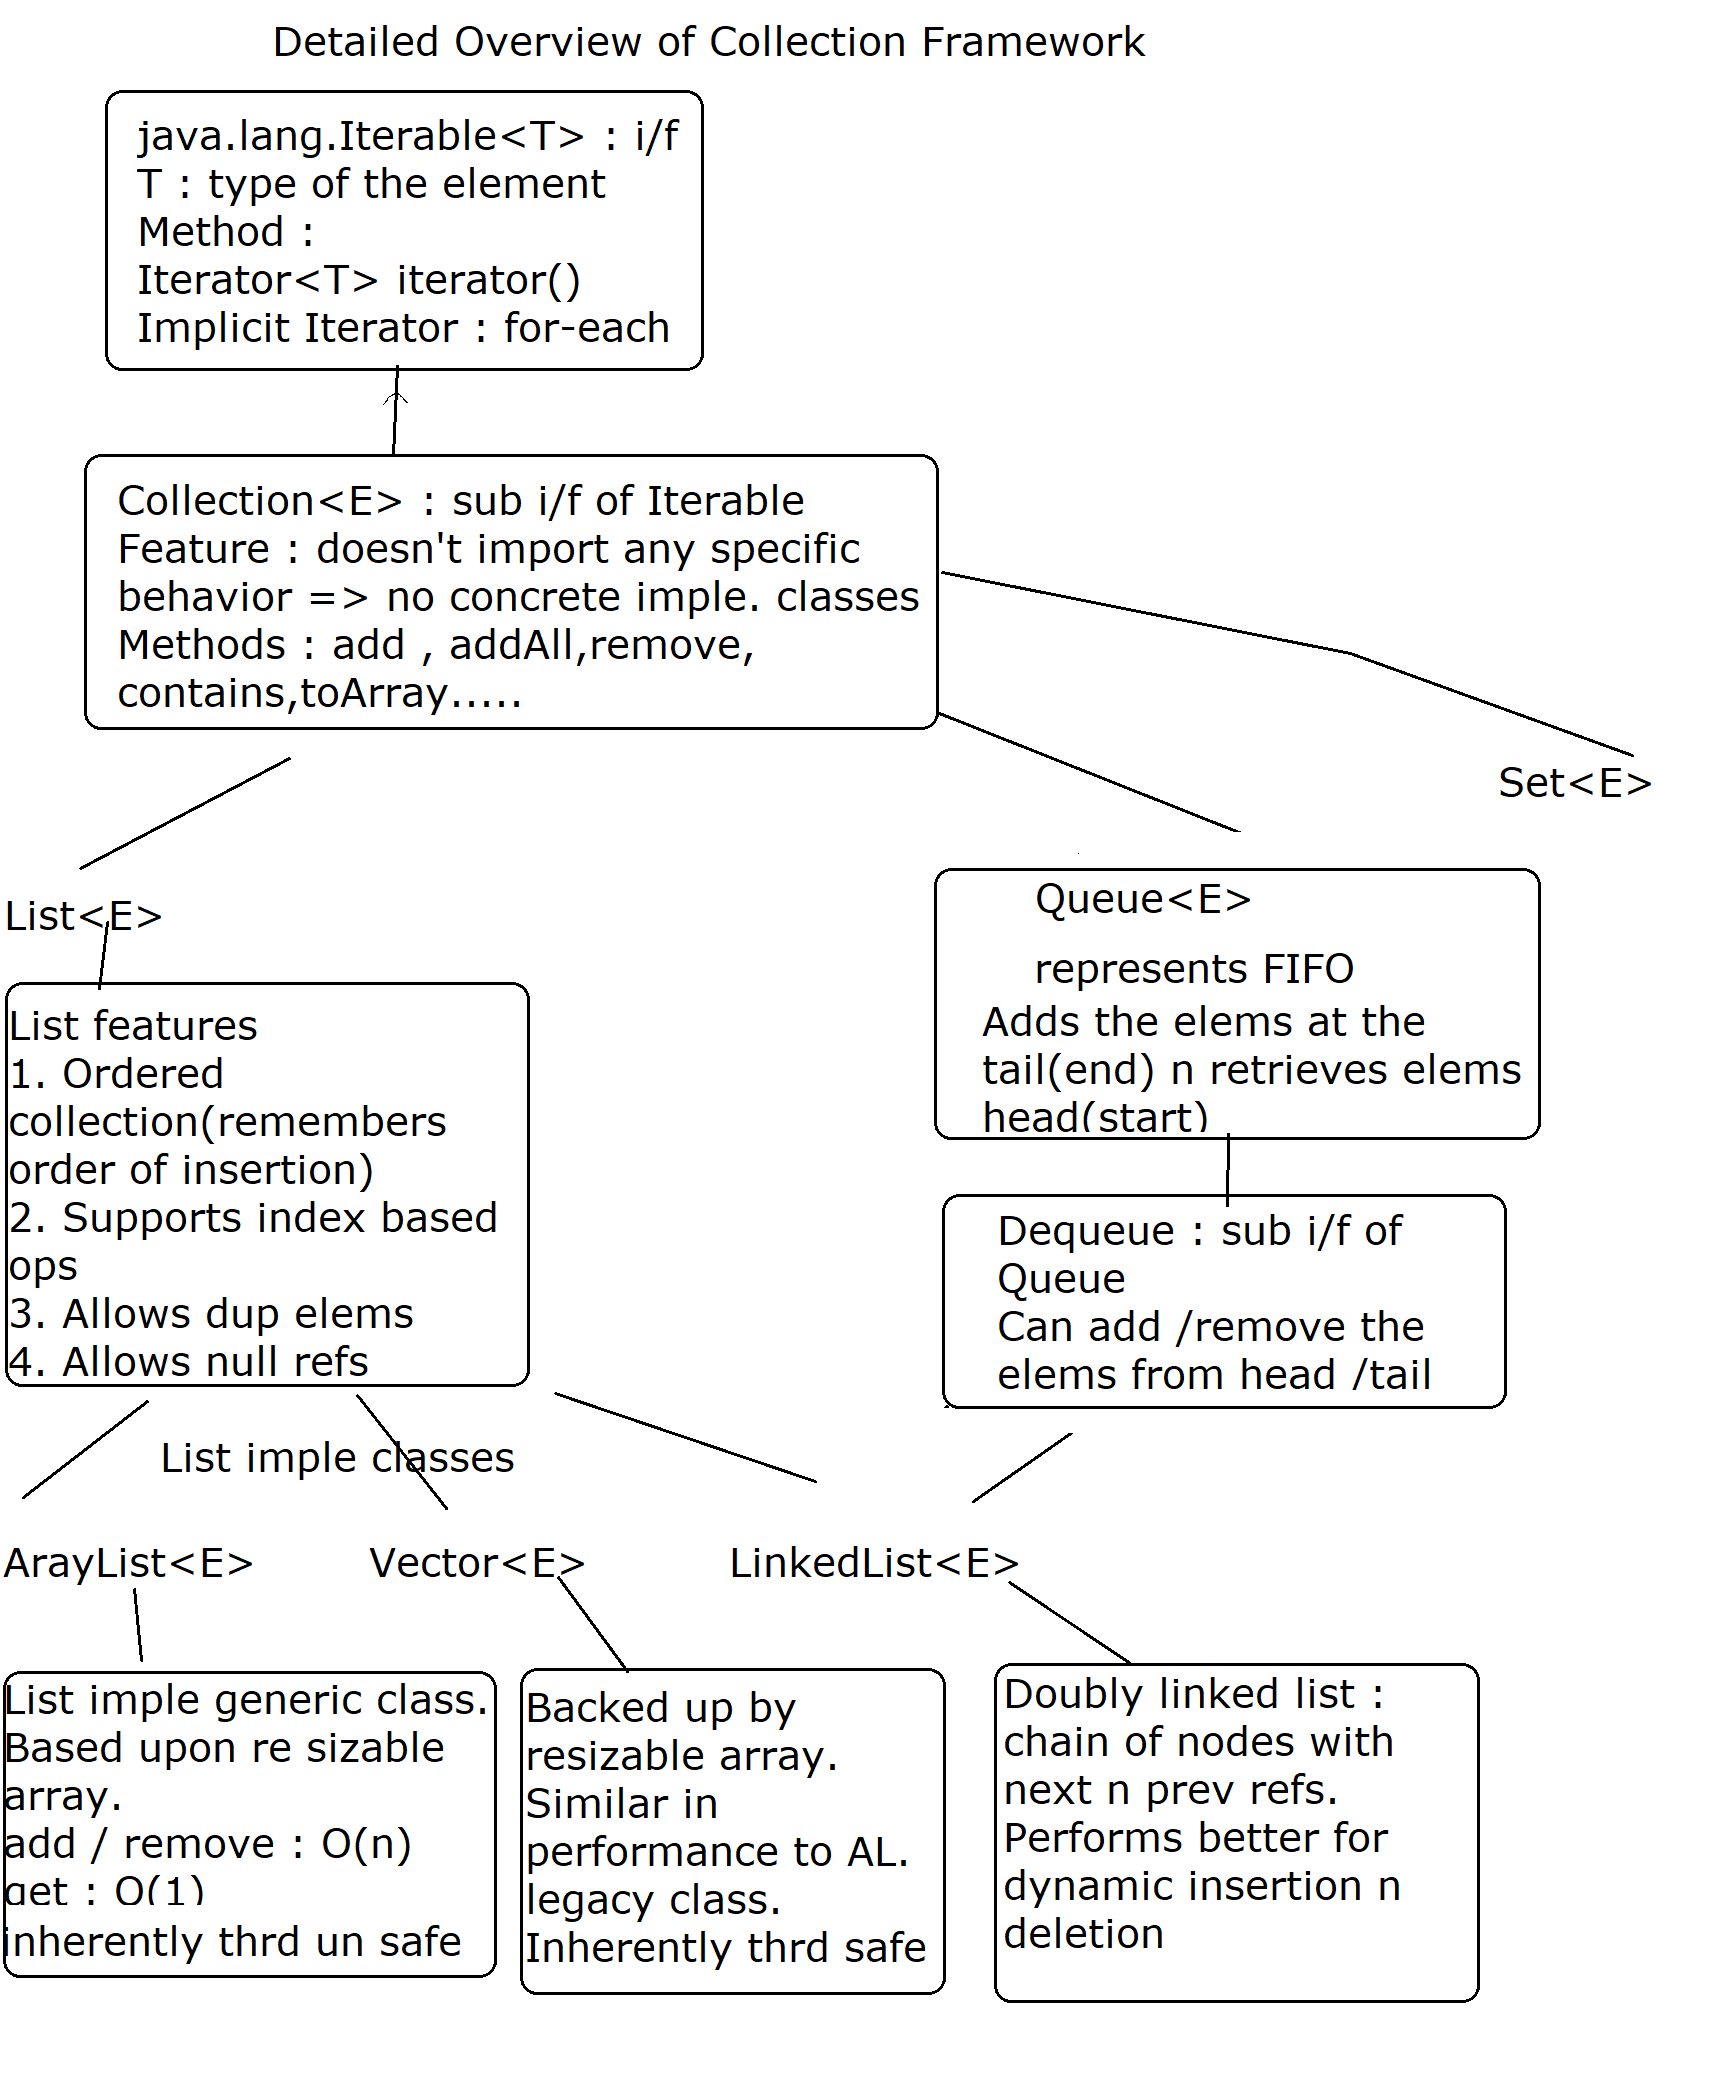 Detailed Overview of Collection Framework
java.lang.Iterable<T> : i/f
T : type of the element
Method :
Iterator<T> iterator()
Implicit Iterator : for-each
Collection<E> : sub i/f of Iterable
Feature : doesn't import any specific
behavior => no concrete imple. classes
Methods : add , addAll,remove,
contains,toArray.....
Set<E>
List<E>
List features
1. Ordered
collection(remembers
order of insertion)
2. Supports index based
ops
3. Allows dup elems
4. Allows null refs
Queue<E>
represents FIFO
Adds the elems at the
tail(end) n retrieves elems
head(start)
Dequeue : sub i/f of
Queue
Can add /remove the
elems from head /tail
List imple classes
ArayList<E>
Vector<E>
LinkedList<E>
List imple generic class.
Based upon re sizable
array.
add / remove : O(n)
get : O(1)
inherently thrd un safe
Backed up by
resizable array.
Similar in
performance to AL.
legacy class.
Inherently thrd safe
Doubly linked list :
chain of nodes with
next n prev refs.
Performs better for
dynamic insertion n
deletion